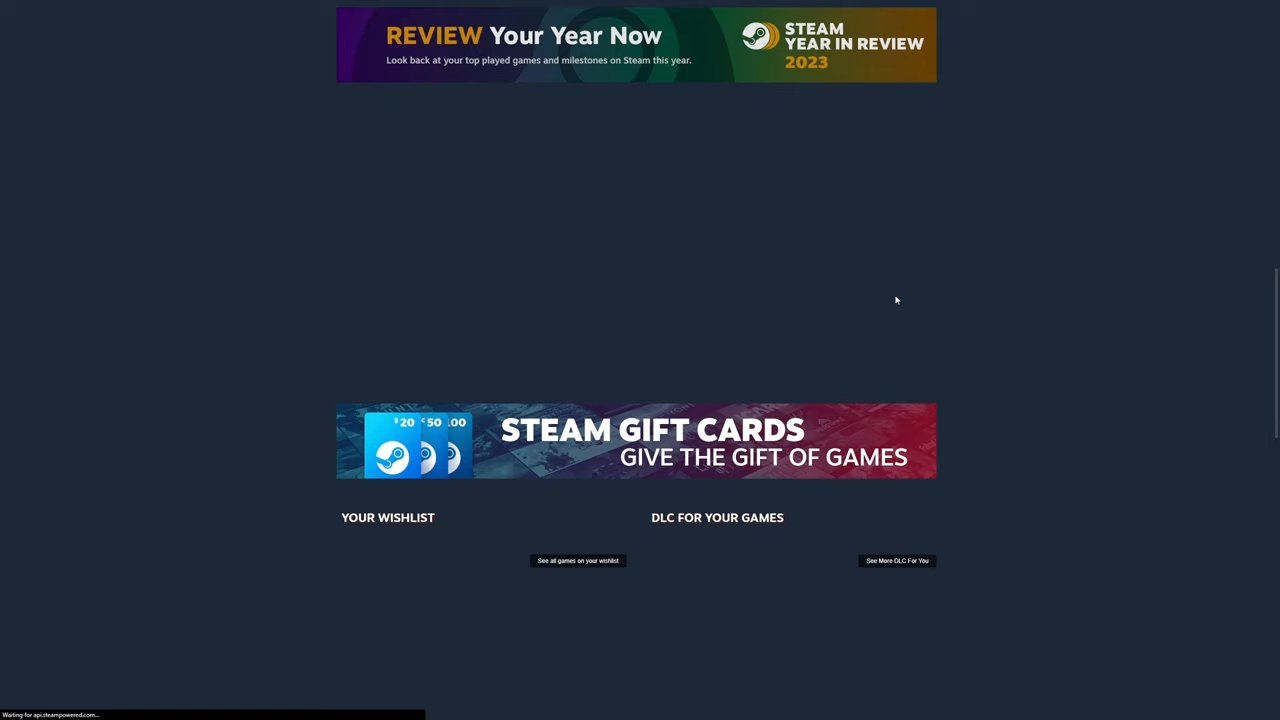 REVIEW Your Year Now
Look back at your top played games and milestones on Steam this year.
STEAM
YEAR IN REVIEW
2023
$20 $50 100
STEAM GIFT CARDS
GIVE THE GIFT OF GAMES
YOUR WISHLIST
DLC FOR YOUR GAMES
See all games on your wishlist
See More DLC For You
Waiting for api.steampowered.com...